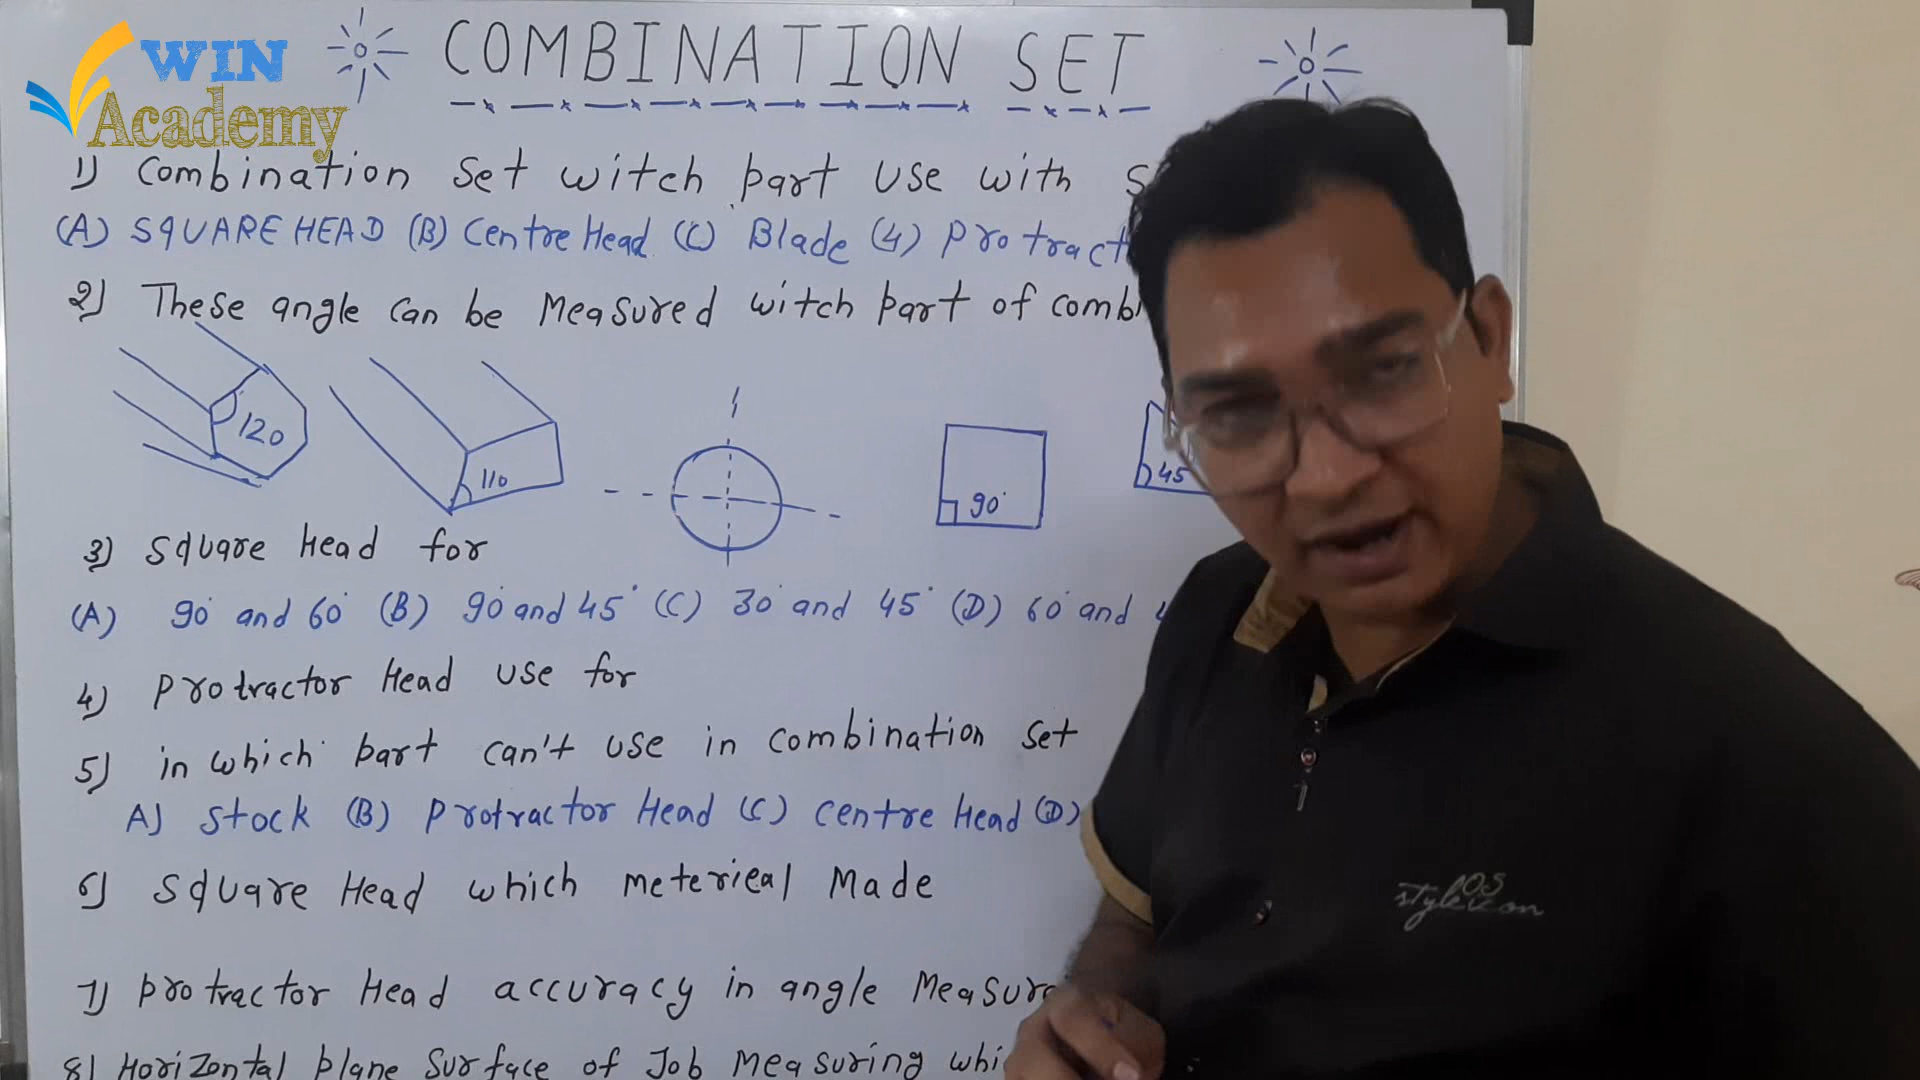 WIN
Academy
COMBINATION SET
1) Combination Set witch part use with
(A) SQUARE HEAD (B) Centre Head (C) Blade (4) Protract
2) These angle can be Measured witch part of combi
120
110
90°
45
3) Square Head for
(A) 90° and 60° (B) 90° and 45° (C) 30° and 45° (D) 60° and
4) Protractor Head use for
5) in which part can't use in combination set
A) Stock (B) Protractor Head (C) Centre Head (D)
6) Square Head which meterieal Made
7) Protractor Head accuracy in angle Measur
8) Horizontal plane Surface of Job Measuring whi
05
stylezon